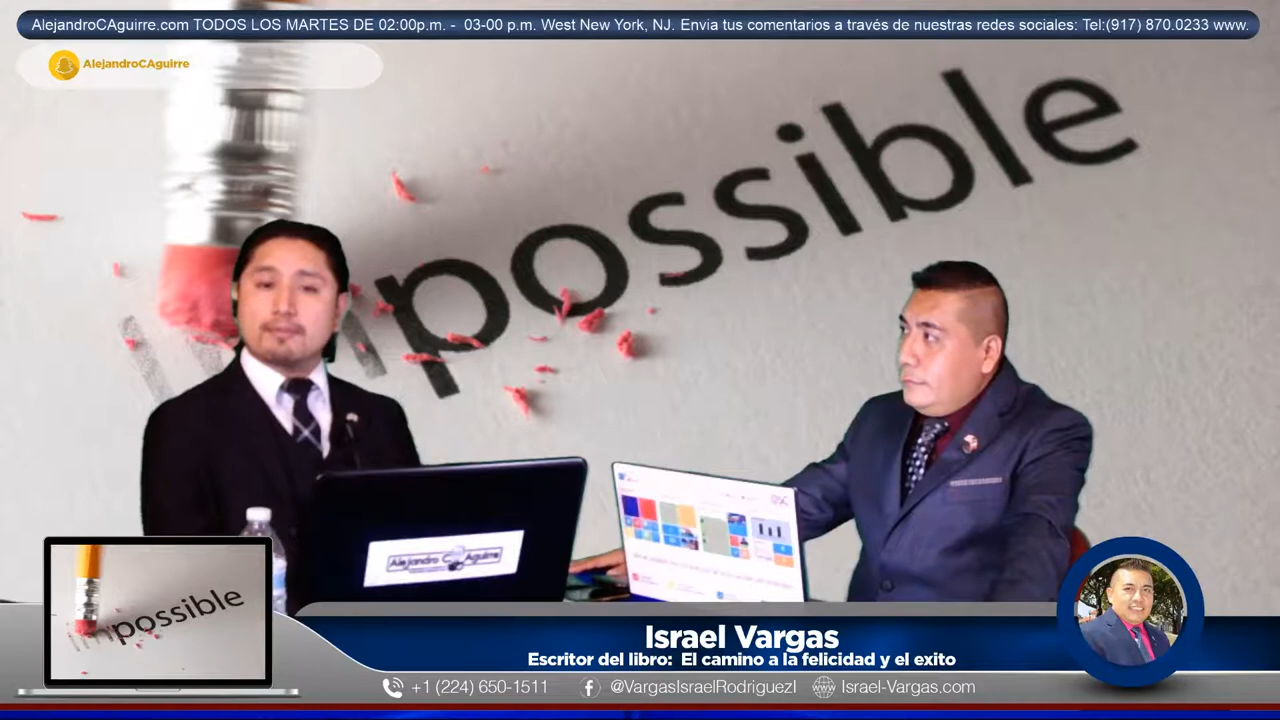 AlejandroCAguirre.com TODOS LOS MARTES DE 02:00p.m. - 03-00 p.m. West New York, NJ. Envia tus comentarios a través de nuestras redes sociales: Tel:(917) 870.0233 www.
AlejandroCAguirre
Impossible
Alejandro C Aguirre
Impossible
Israel Vargas
Escritor del libro: El camino a la felicidad y el exito
+1 (224) 650-1511 @VargasIsraelRodriguezI Israel-Vargas.com